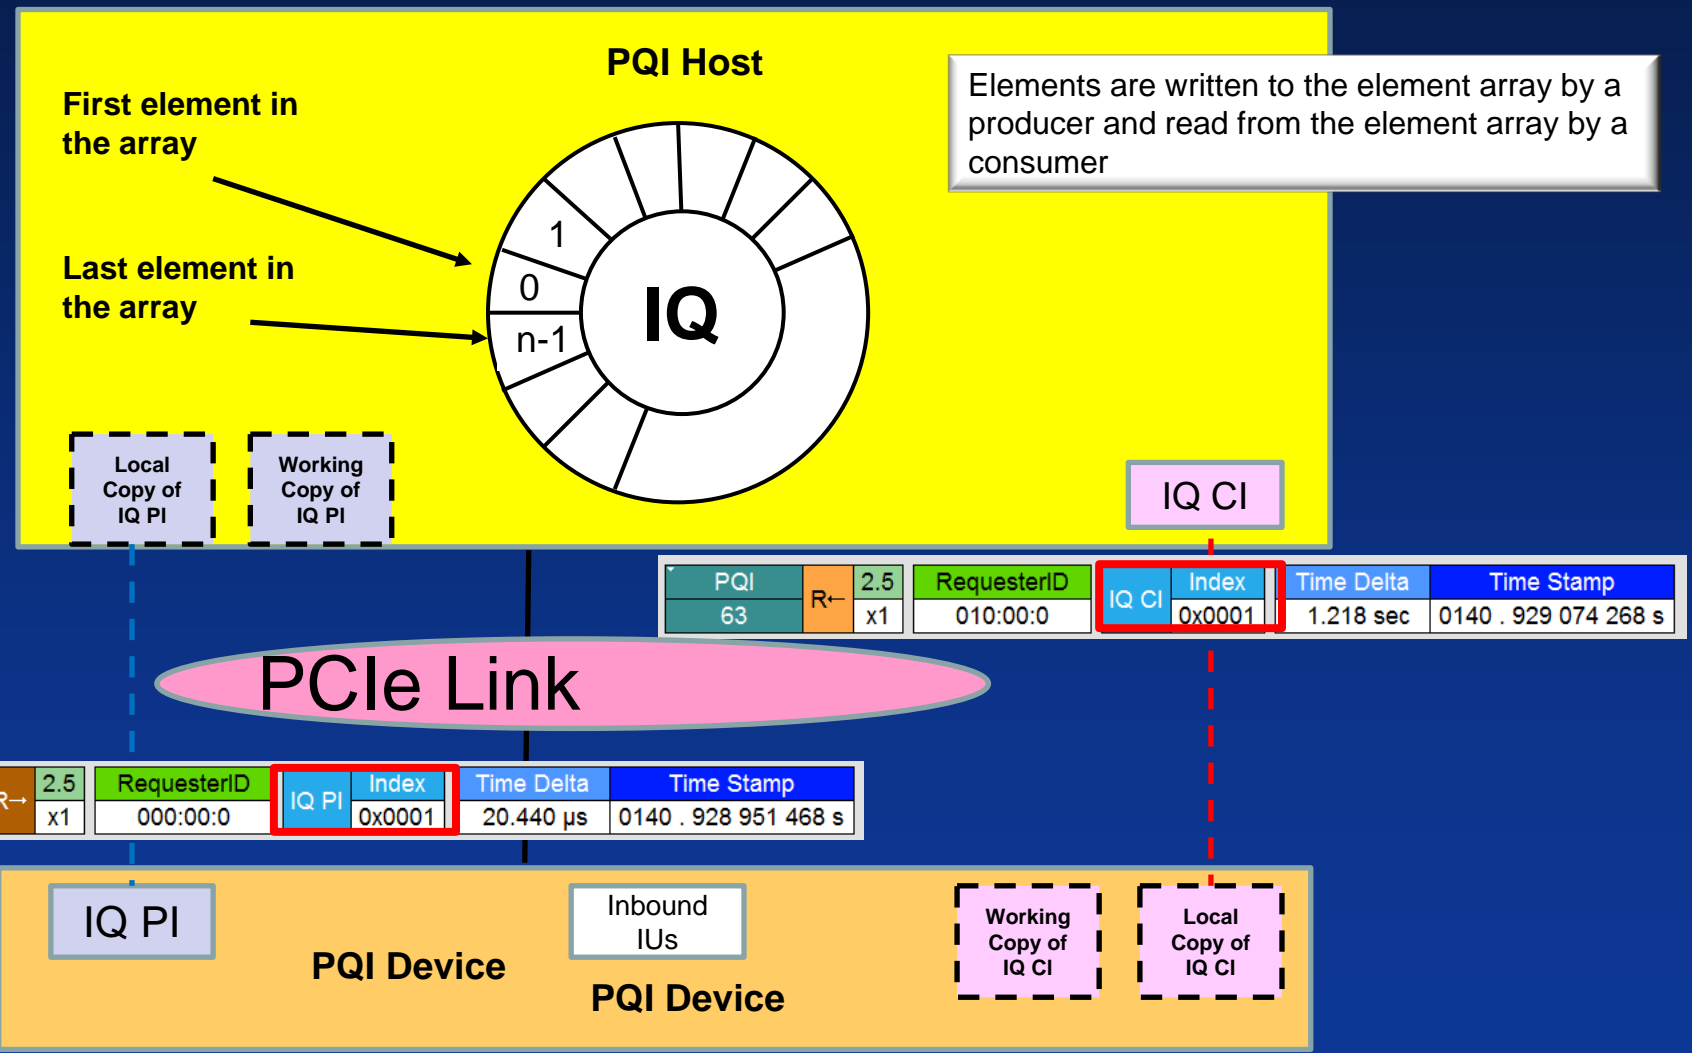 PQI Host
Elements are written to the element array by a
producer and read from the element array by a
consumer
First element in
the array
Last element in
the array
1
0
n-1
IQ
Local
Copy of
IQ PI
Working
Copy of
IQ PI
IQ CI
PQI R← 2.5 RequesterID IQ CI Index Time Delta Time Stamp
63 x1 010:00:0 0x0001 1.218 sec 0140 . 929 074 268 s
PCIe Link
R→ 2.5 RequesterID IQ PI Index Time Delta Time Stamp
x1 000:00:0 0x0001 20.440 μs 0140 . 928 951 468 s
IQ PI
Inbound
IUs
Working
Copy of
IQ CI
Local
Copy of
IQ CI
PQI Device
PQI Device